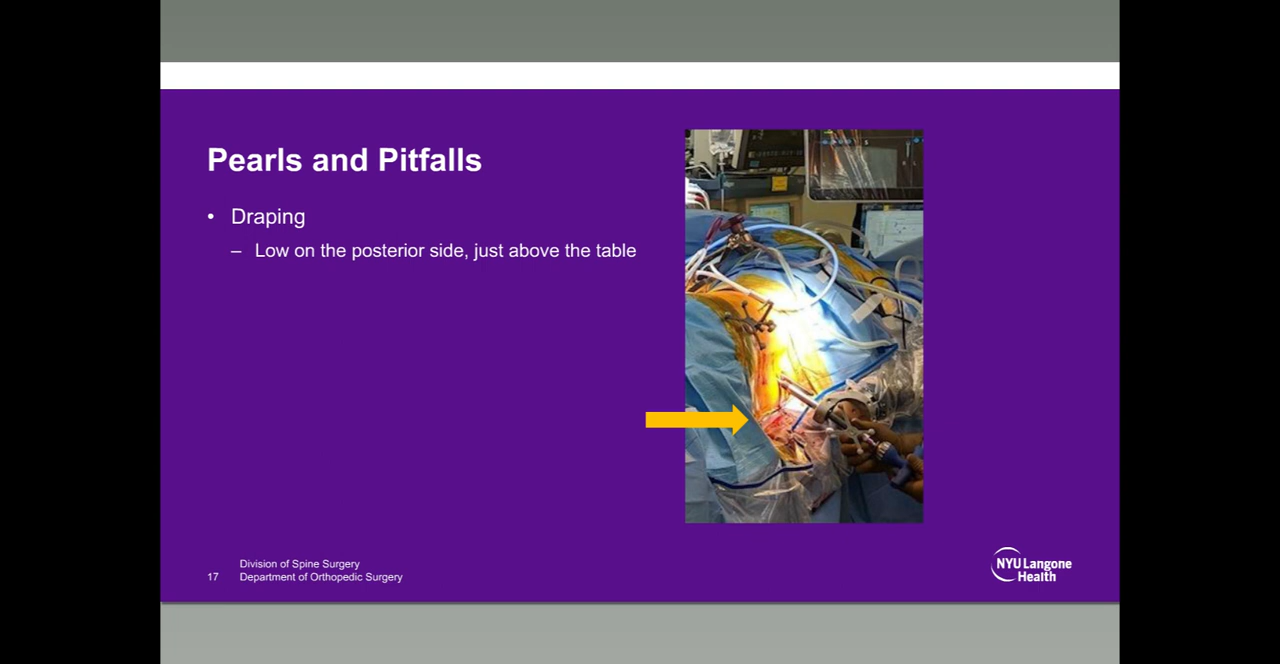 Pearls and Pitfalls
• Draping
– Low on the posterior side, just above the table
Division of Spine Surgery
17 Department of Orthopedic Surgery
NYU Langone
Health